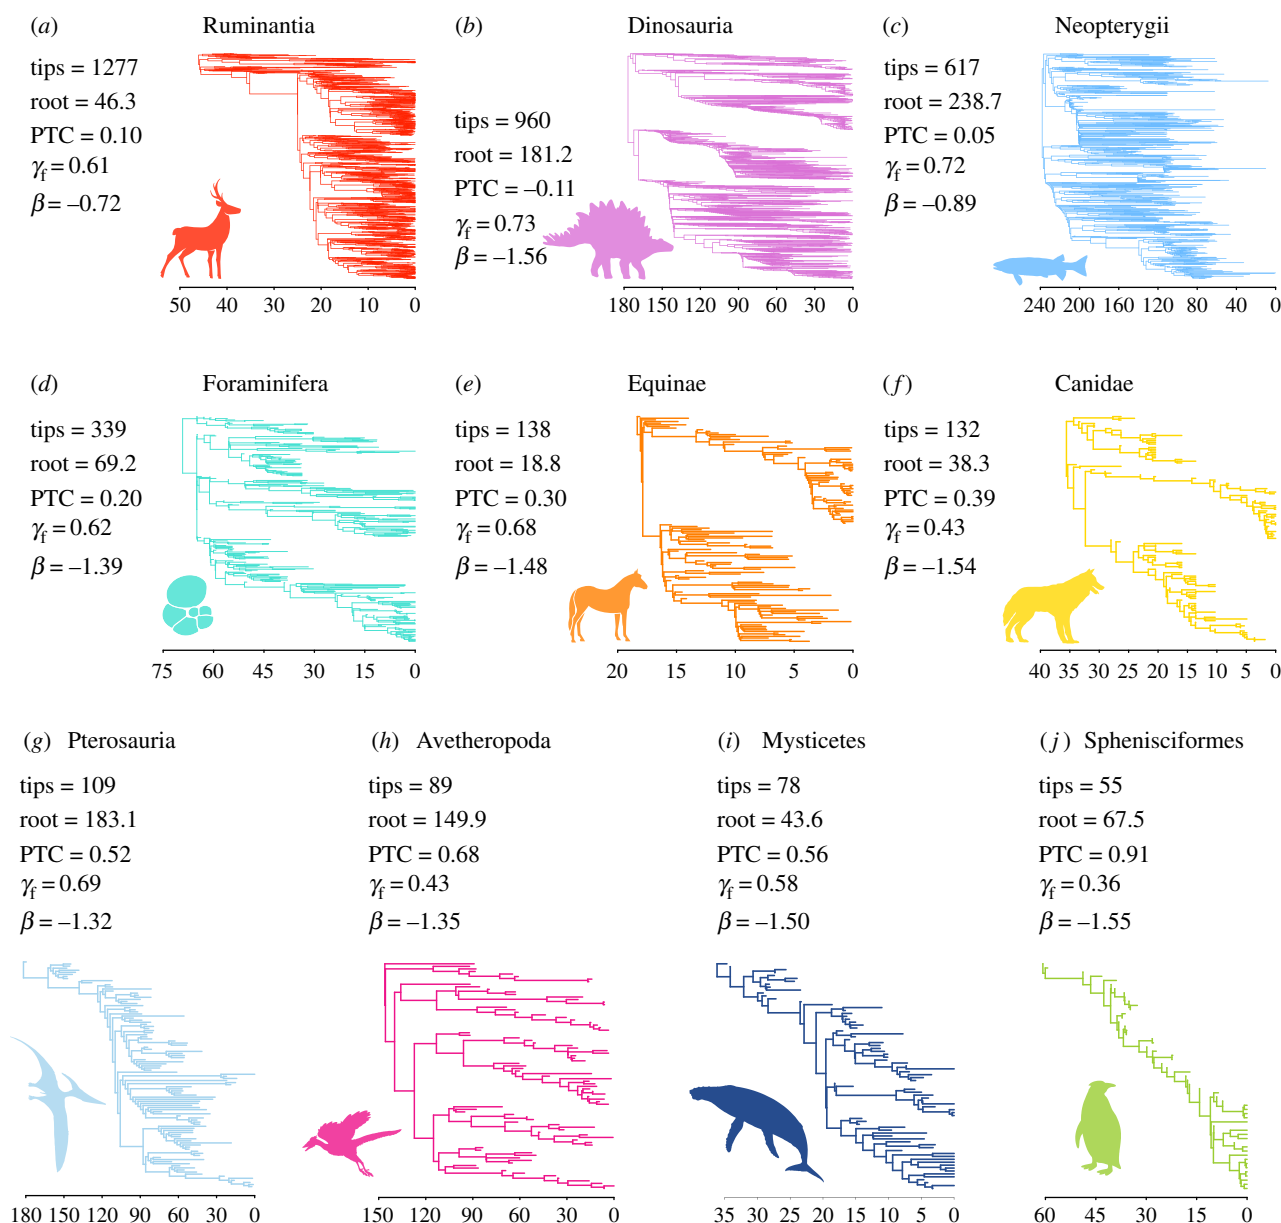 (a) Ruminantia
tips = 1277
root = 46.3
PTC = 0.10
γf = 0.61
β = –0.72
50 40 30 20 10 0
(b) Dinosauria
tips = 960
root = 181.2
PTC = –0.11
γf = 0.73
β = –1.56
180 150 120 90 60 30 0
(c) Neopterygii
tips = 617
root = 238.7
PTC = 0.05
γf = 0.72
β = –0.89
240 200 160 120 80 40 0
(d) Foraminifera
tips = 339
root = 69.2
PTC = 0.20
γf = 0.62
β = –1.39
75 60 45 30 15 0
(e) Equinae
tips = 138
root = 18.8
PTC = 0.30
γf = 0.68
β = –1.48
20 15 10 5 0
(f) Canidae
tips = 132
root = 38.3
PTC = 0.39
γf = 0.43
β = –1.54
40 35 30 25 20 15 10 5 0
(g) Pterosauria
tips = 109
root = 183.1
PTC = 0.52
γf = 0.69
β = –1.32
180 150 120 90 60 30 0
(h) Avetheropoda
tips = 89
root = 149.9
PTC = 0.68
γf = 0.43
β = –1.35
150 120 90 60 30 0
(i) Mysticetes
tips = 78
root = 43.6
PTC = 0.56
γf = 0.58
β = –1.50
35 30 25 20 15 10 5 0
(j) Sphenisciformes
tips = 55
root = 67.5
PTC = 0.91
γf = 0.36
β = –1.55
60 45 30 15 0